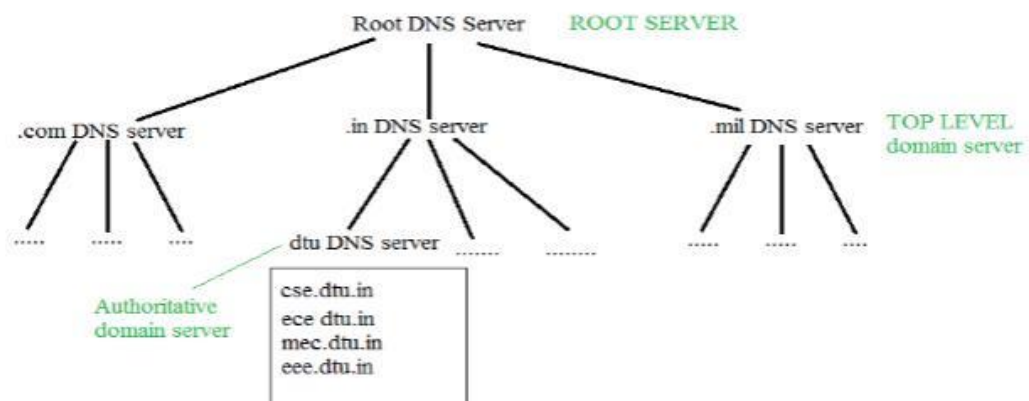 Root DNS Server ROOT SERVER
.com DNS server .in DNS server .mil DNS server TOP LEVEL
domain server
..... ..... .... dtu DNS server ....... ........ ..... ..... ....
Authoritative
domain server
cse.dtu.in
ece dtu.in
mec.dtu.in
eee.dtu.in